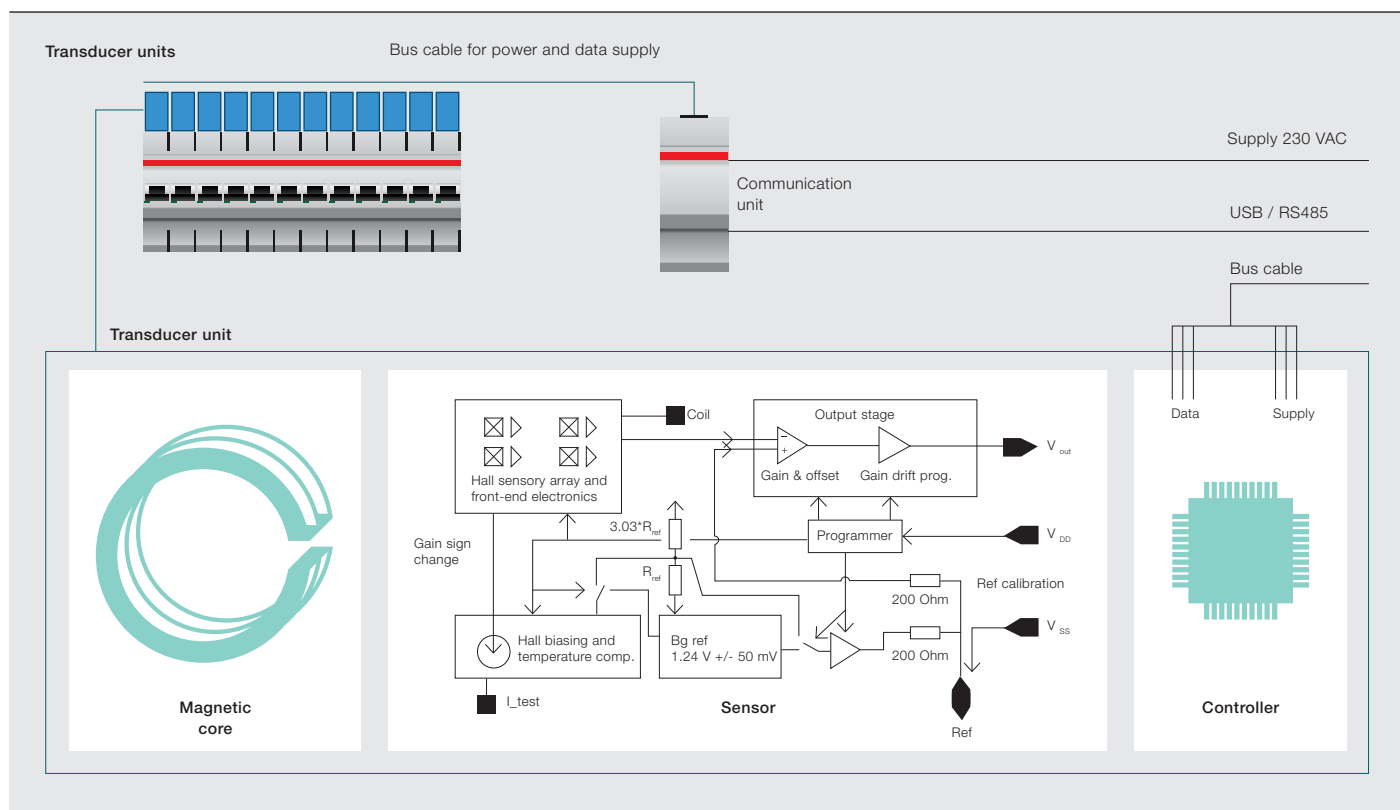 Transducer units
Bus cable for power and data supply
Supply 230 VAC
Communication
unit
USB / RS485
Bus cable
Transducer unit
Data
Supply
Coil
Output stage
Hall sensory array and
front-end electronics
Gain & offset
Gain drift prog.
V out
Gain sign
change
3.03*Rref
Programmer
V DD
Rref
Ref calibration
200 Ohm
Hall biasing and
temperature comp.
Bg ref
1.24 V +/- 50 mV
200 Ohm
V SS
I_test
Ref
Magnetic
core
Sensor
Controller